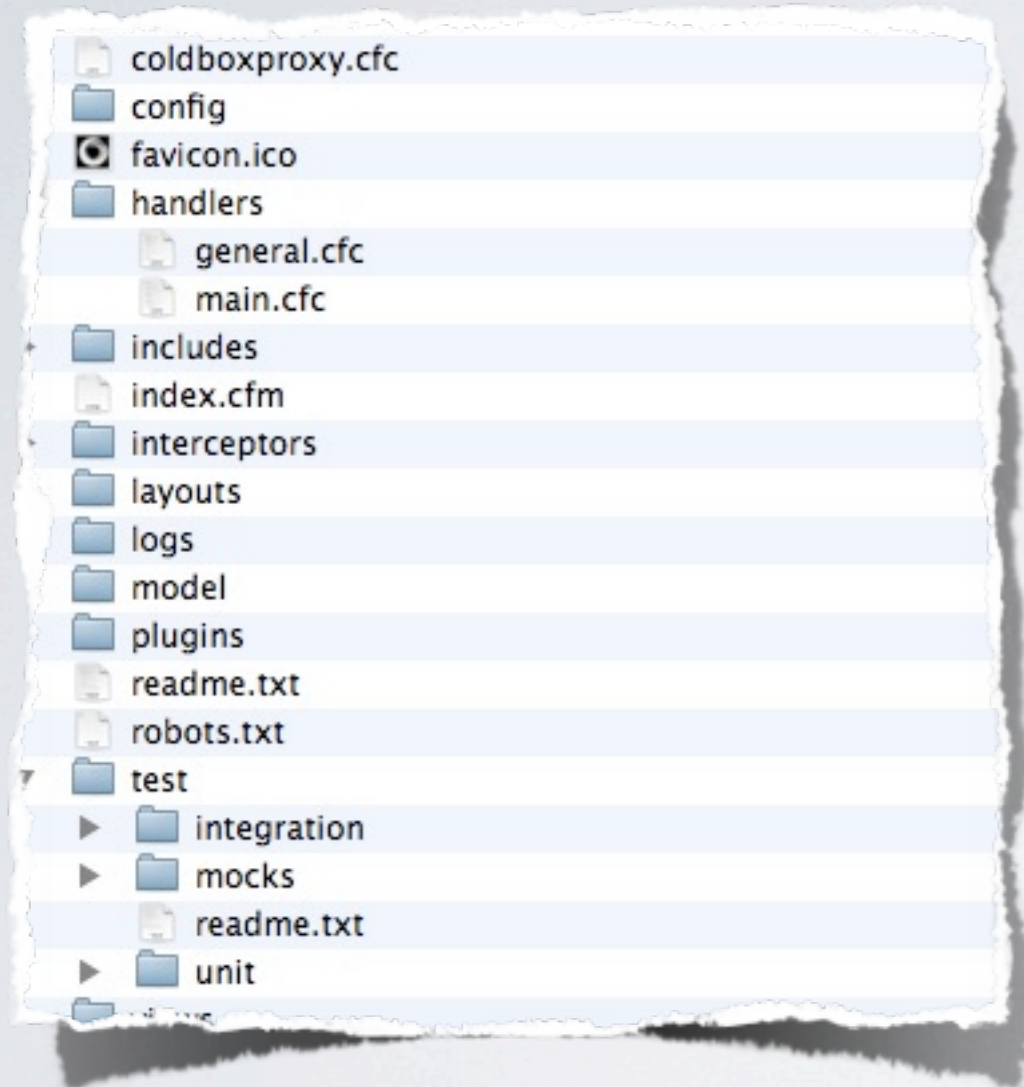 coldboxproxy.cfc
config
favicon.ico
handlers
general.cfc
main.cfc
includes
index.cfm
interceptors
layouts
logs
model
plugins
readme.txt
robots.txt
test
integration
mocks
readme.txt
unit